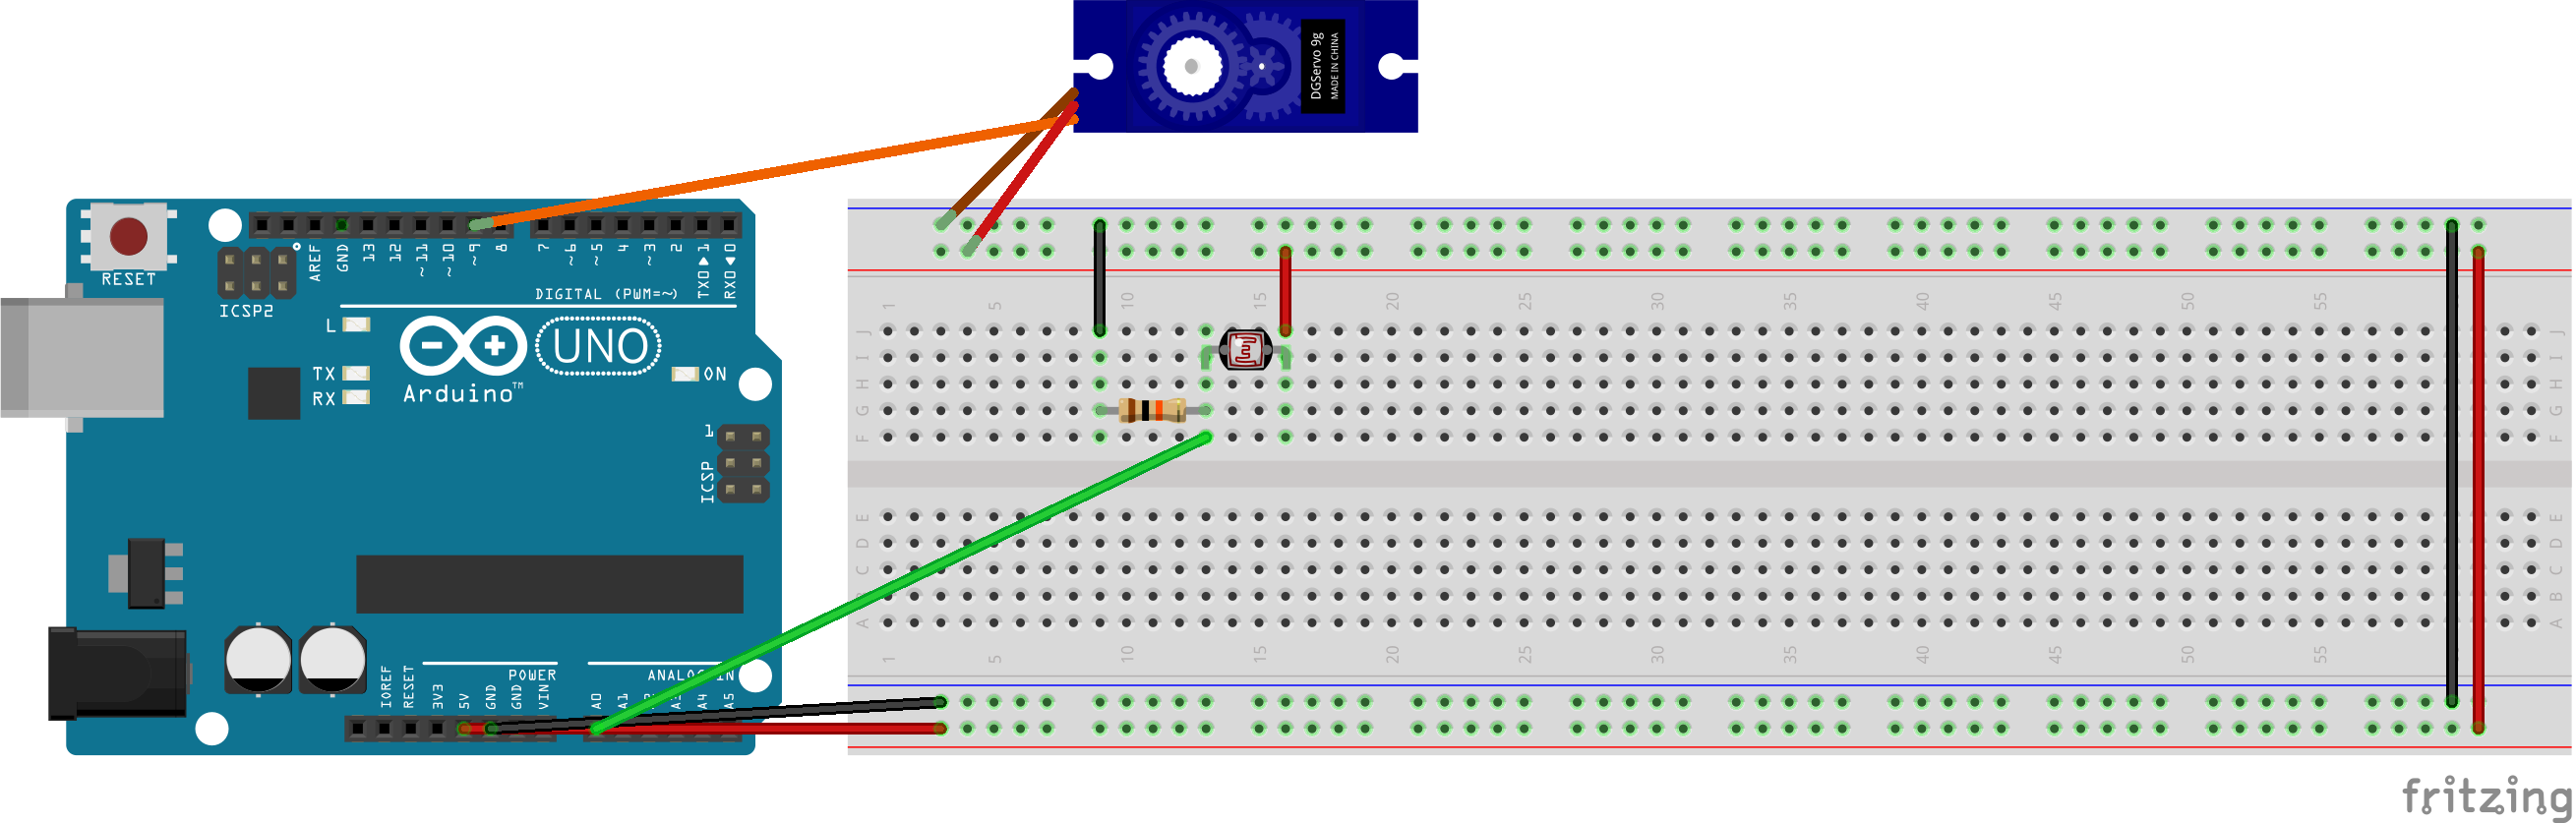 DGServo 9g
MADE IN CHINA
RESET
ICSP2
AREF
GND
13
12
~11
~10
~9
8
7
~6
~5
4
~3
2
TX0▶1
RX0◀0
DIGITAL (PWM=~)
L
TX
RX
UNO
Arduino™
ON
1
ICSP
IOREF
RESET
3V3
5V
GND
GND
VIN
POWER
A0
A1
A4
A5
ANALOG IN
1 5 10 15 20 25 30 35 40 45 50 55
J J
I I
H H
G G
F F
E E
D D
C C
B
A A
1 5 10 15 20 25 30 35 40 45 50 55
fritzing